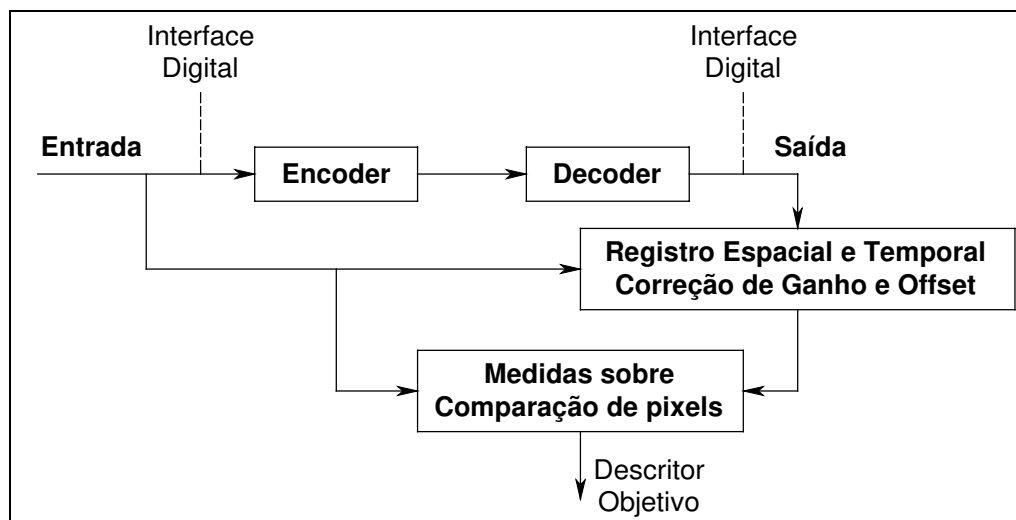 Interface
Digital
Interface
Digital
Entrada
Saída
Encoder
Decoder
Registro Espacial e Temporal
Correção de Ganho e Offset
Medidas sobre
Comparação de pixels
Descritor
Objetivo